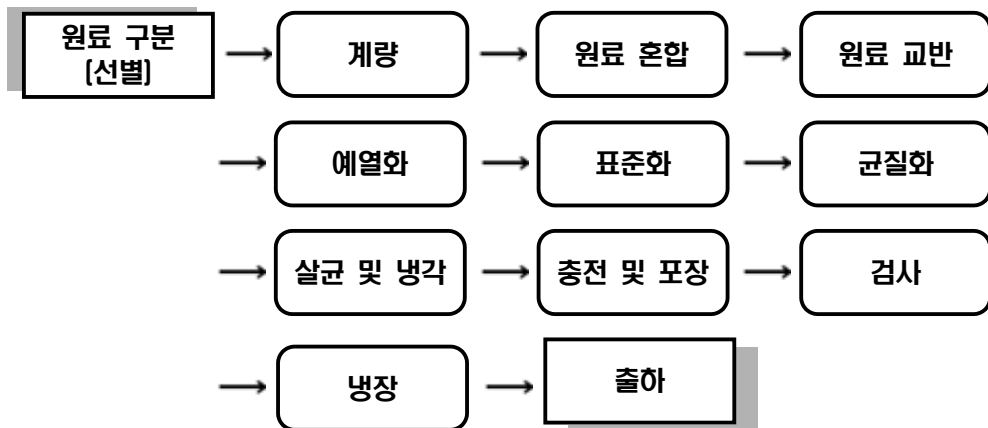 원료 구분
(선별)
계량
원료 혼합
원료 교반
예열화
표준화
균질화
살균 및 냉각
충전 및 포장
검사
냉장
출하